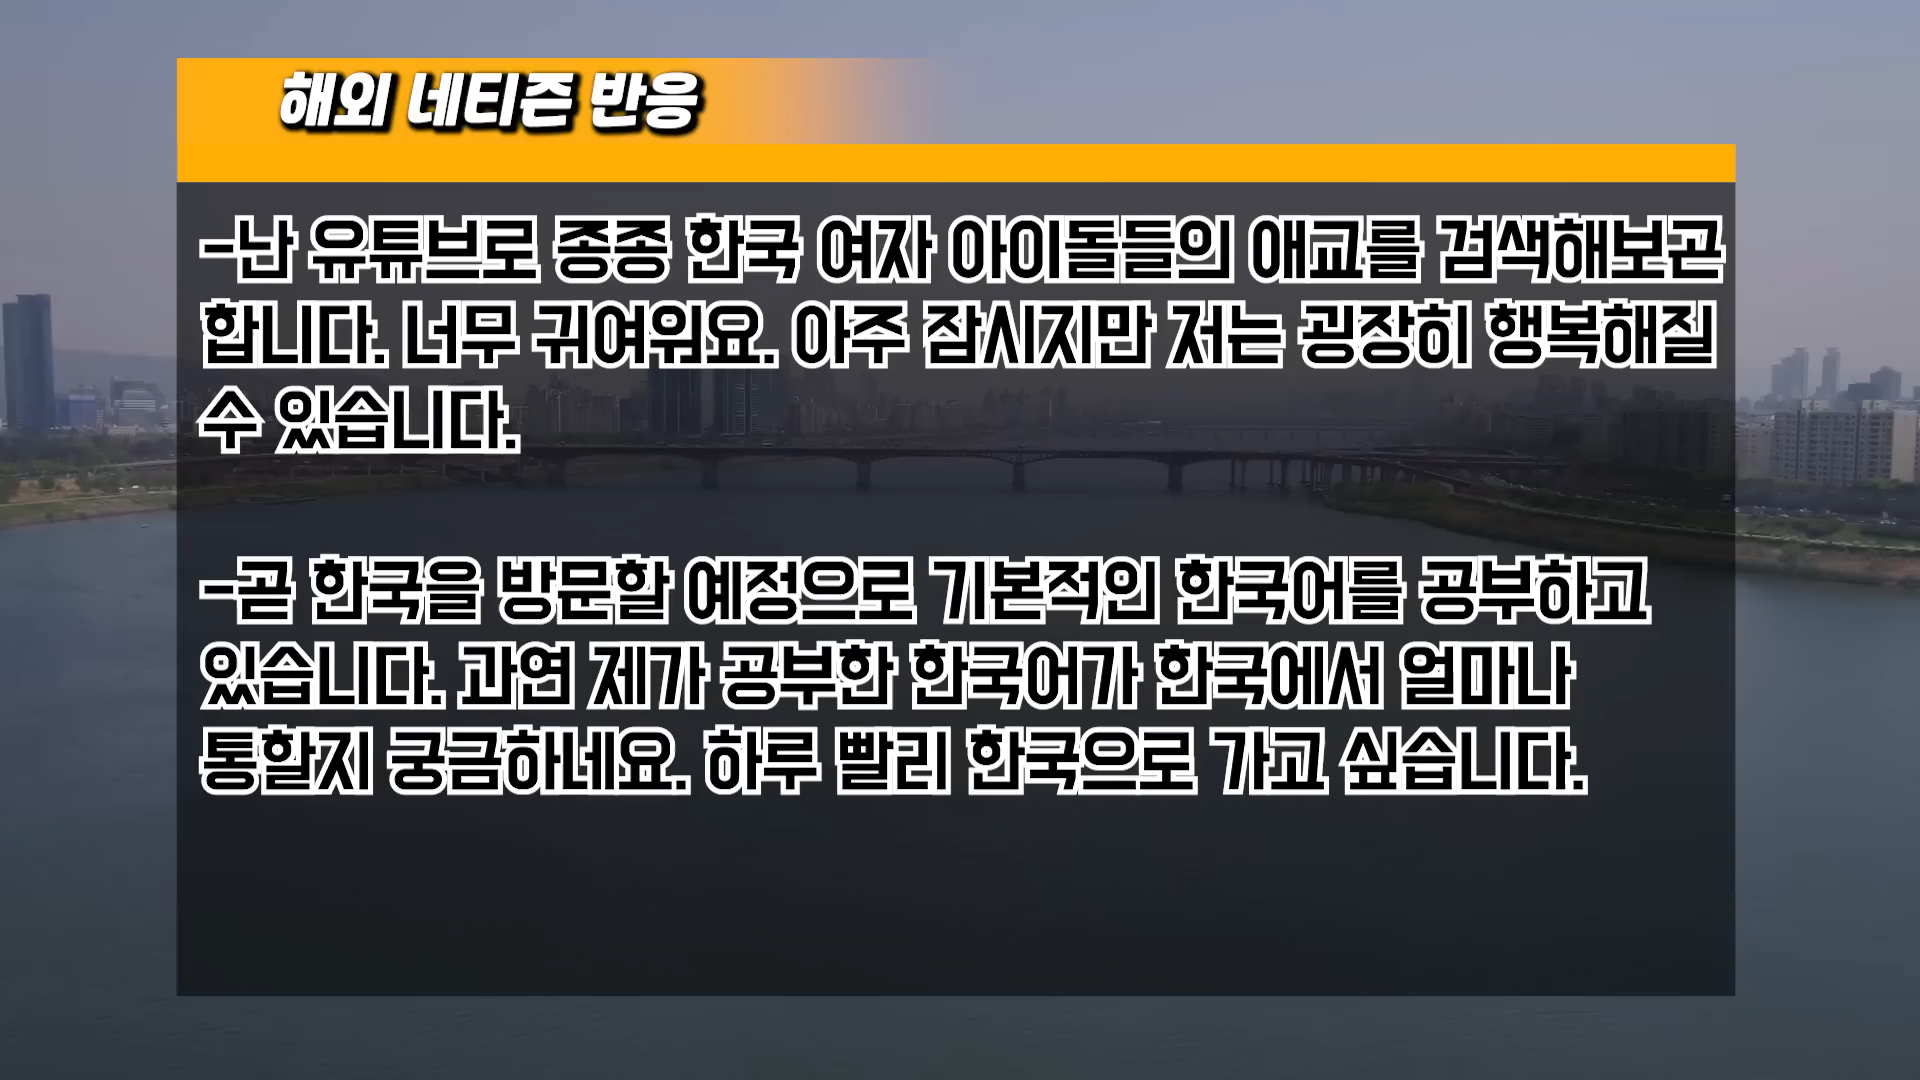 해외 네티즌 반응
-난 유튜브로 종종 한국 여자 아이돌들의 애교를 검색해보곤
합니다. 너무 귀여워요. 아주 잠시지만 저는 굉장히 행복해질
수 있습니다.
-곧 한국을 방문할 예정으로 기본적인 한국어를 공부하고
있습니다. 과연 제가 공부한 한국어가 한국에서 얼마나
통할지 궁금하네요. 하루 빨리 한국으로 가고 싶습니다.